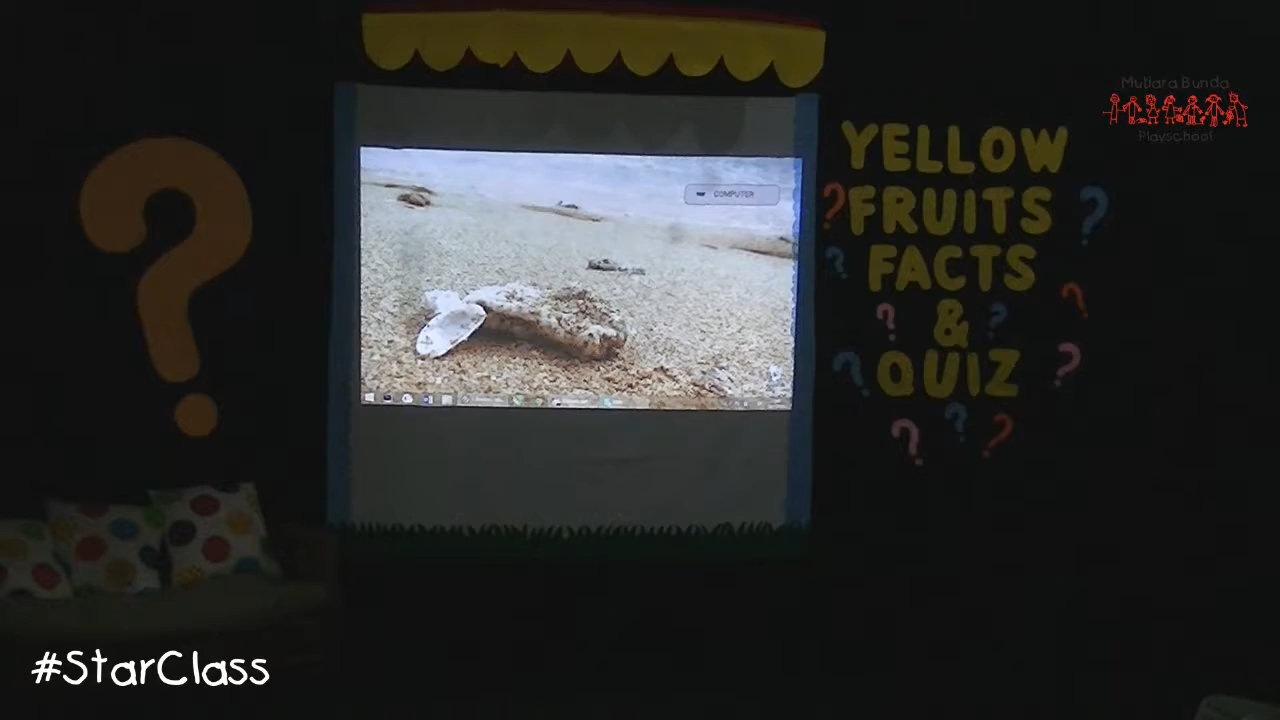 Mutiara Bunda
Playschool
COMPUTER
YELLOW
FRUITS
FACTS
&
QUIZ
#StarClass